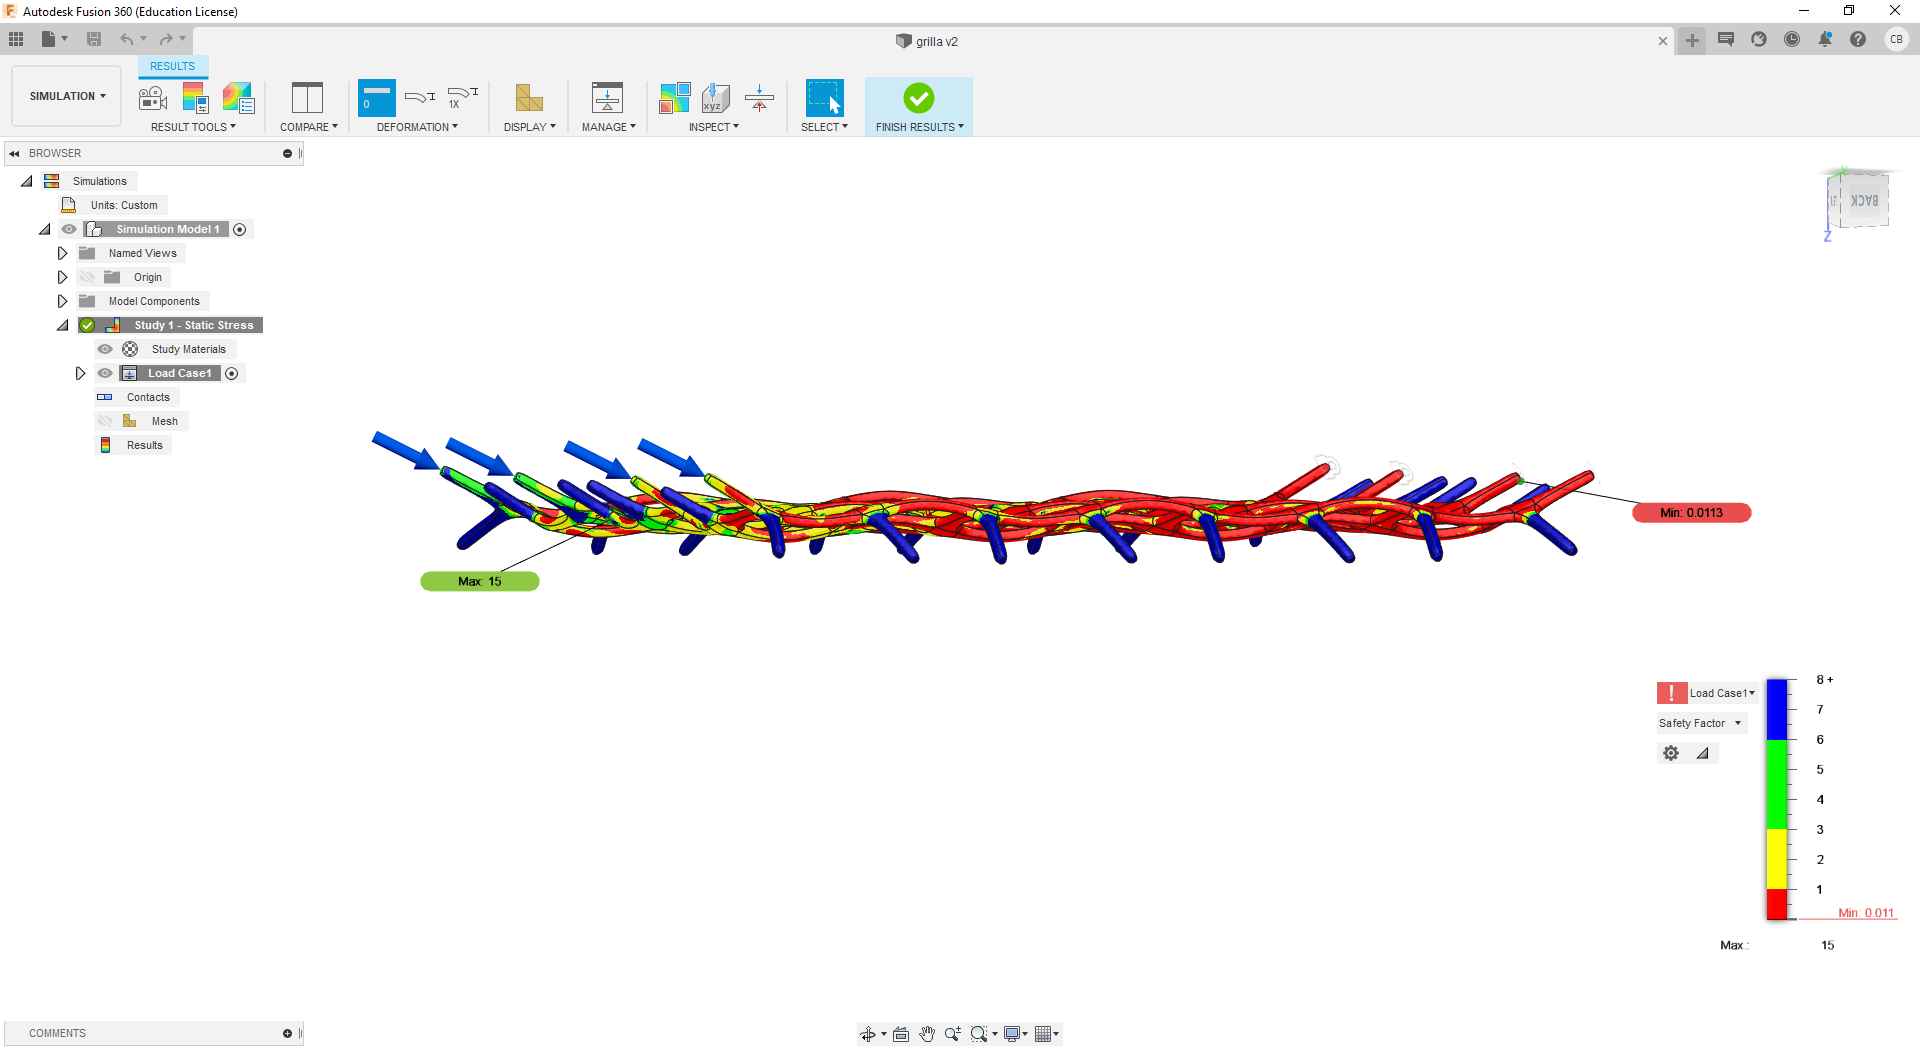 Autodesk Fusion 360 (Education License)
grilla v2
CB
RESULTS
SIMULATION
0
1X
xyz
RESULT TOOLS
COMPARE
DEFORMATION
DISPLAY
MANAGE
INSPECT
SELECT
FINISH RESULTS
BROWSER
Simulations
Units: Custom
Simulation Model 1
Named Views
Origin
Model Components
Study 1 - Static Stress
Study Materials
Load Case1
Contacts
Mesh
Results
Y
BACK
Z
Min: 0.0113
Max: 15
Load Case1
Safety Factor
8 +
7
6
5
4
3
2
1
Min: 0.011
Max.: 15
COMMENTS